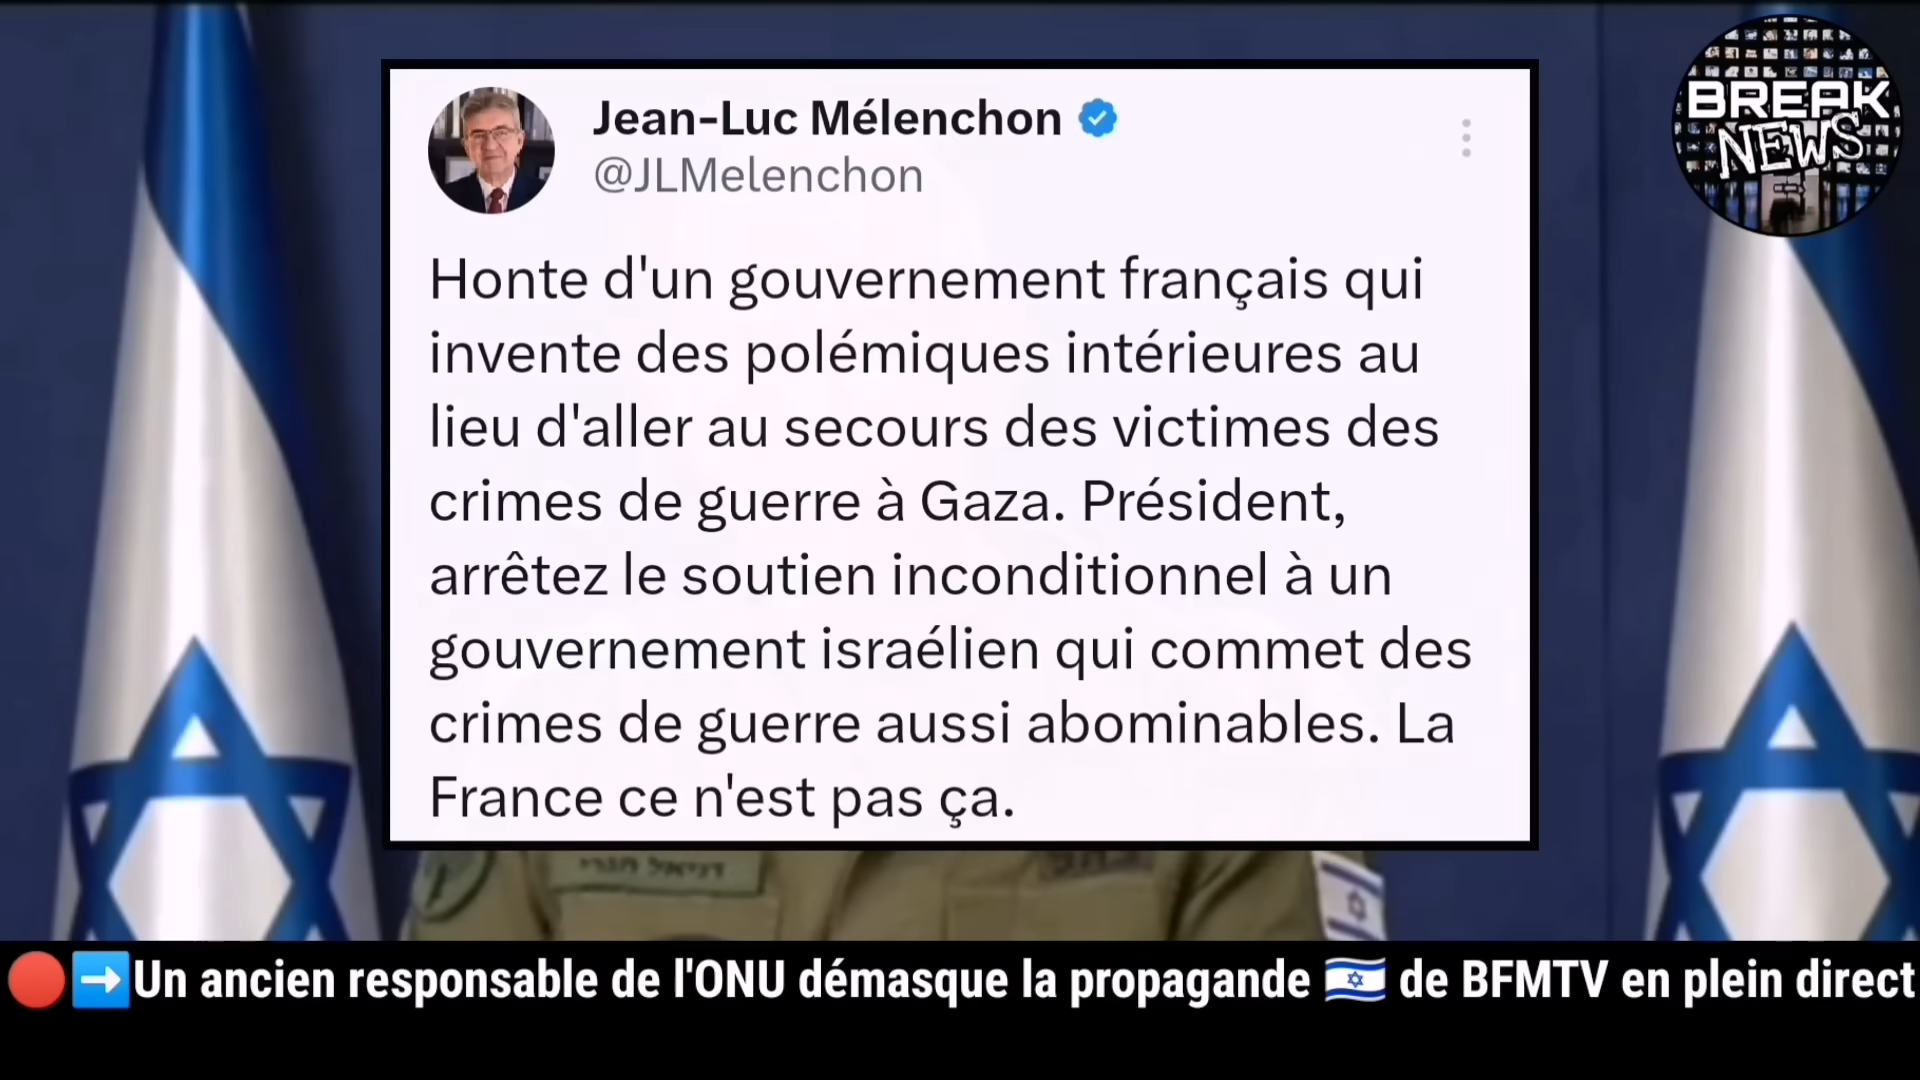 BREAK
NEWS
Jean-Luc Mélenchon
@JLMelenchon
Honte d'un gouvernement français qui
invente des polémiques intérieures au
lieu d'aller au secours des victimes des
crimes de guerre à Gaza. Président,
arrêtez le soutien inconditionnel à un
gouvernement israélien qui commet des
crimes de guerre aussi abominables. La
France ce n'est pas ça.
דניאל הגרי
Un ancien responsable de l'ONU démasque la propagande 🇮🇱 de BFMTV en plein direct